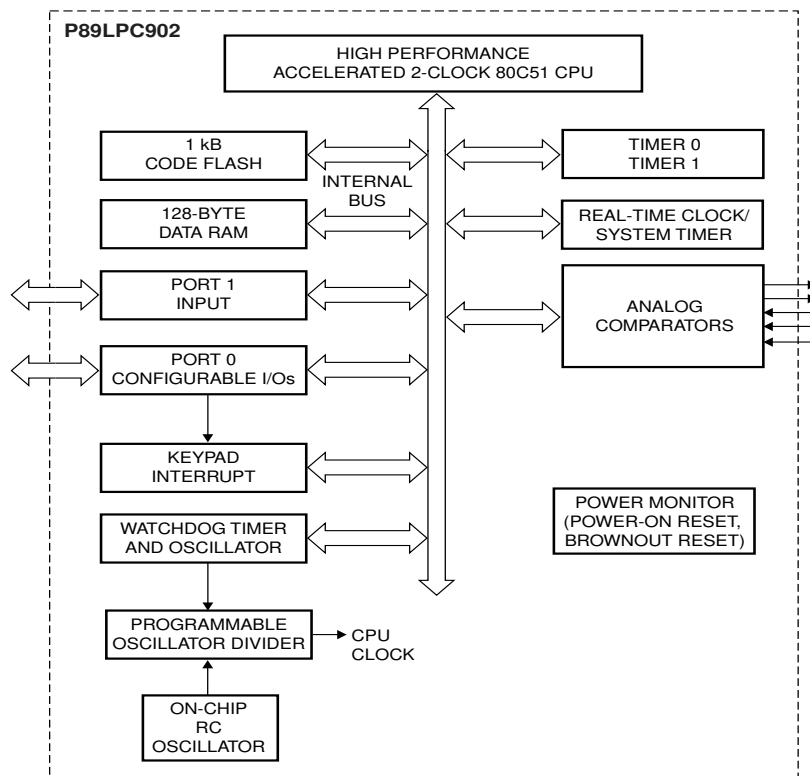 P89LPC902
HIGH PERFORMANCE
ACCELERATED 2-CLOCK 80C51 CPU
1 kB
CODE FLASH
TIMER 0
TIMER 1
INTERNAL
BUS
128-BYTE
DATA RAM
REAL-TIME CLOCK/
SYSTEM TIMER
PORT 1
INPUT
ANALOG
COMPARATORS
PORT 0
CONFIGURABLE I/Os
KEYPAD
INTERRUPT
POWER MONITOR
(POWER-ON RESET,
BROWNOUT RESET)
WATCHDOG TIMER
AND OSCILLATOR
PROGRAMMABLE
OSCILLATOR DIVIDER
CPU
CLOCK
ON-CHIP
RC
OSCILLATOR